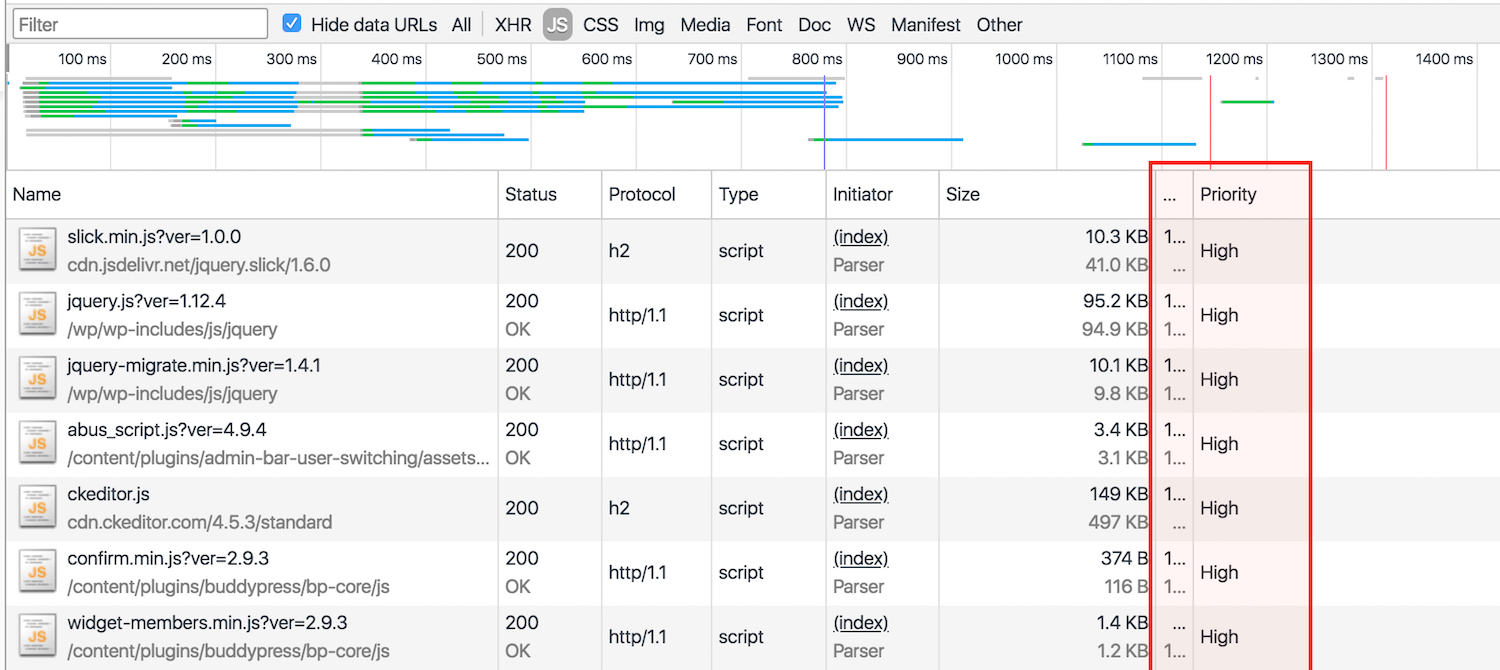 Filter Hide data URLs All XHR JS CSS Img Media Font Doc WS Manifest Other
100 ms 200 ms 300 ms 400 ms 500 ms 600 ms 700 ms 800 ms 900 ms 1000 ms 1100 ms 1200 ms 1300 ms 1400 ms
Name Status Protocol Type Initiator Size ... Priority
JS slick.min.js?ver=1.0.0 200 h2 script (index) 10.3 KB 1... High
cdn.jsdelivr.net/jquery.slick/1.6.0 Parser 41.0 KB ...
JS jquery.js?ver=1.12.4 200 http/1.1 script (index) 95.2 KB 1... High
/wp/wp-includes/js/jquery OK Parser 94.9 KB 1...
JS jquery-migrate.min.js?ver=1.4.1 200 http/1.1 script (index) 10.1 KB 1... High
/wp/wp-includes/js/jquery OK Parser 9.8 KB 1...
JS abus_script.js?ver=4.9.4 200 http/1.1 script (index) 3.4 KB 1... High
/content/plugins/admin-bar-user-switching/assets... OK Parser 3.1 KB 1...
JS ckeditor.js 200 h2 script (index) 149 KB 1... High
cdn.ckeditor.com/4.5.3/standard Parser 497 KB ...
JS confirm.min.js?ver=2.9.3 200 http/1.1 script (index) 374 B 1... High
/content/plugins/buddypress/bp-core/js OK Parser 116 B 1...
JS widget-members.min.js?ver=2.9.3 200 http/1.1 script (index) 1.4 KB ... High
/content/plugins/buddypress/bp-core/js OK Parser 1.2 KB 1...